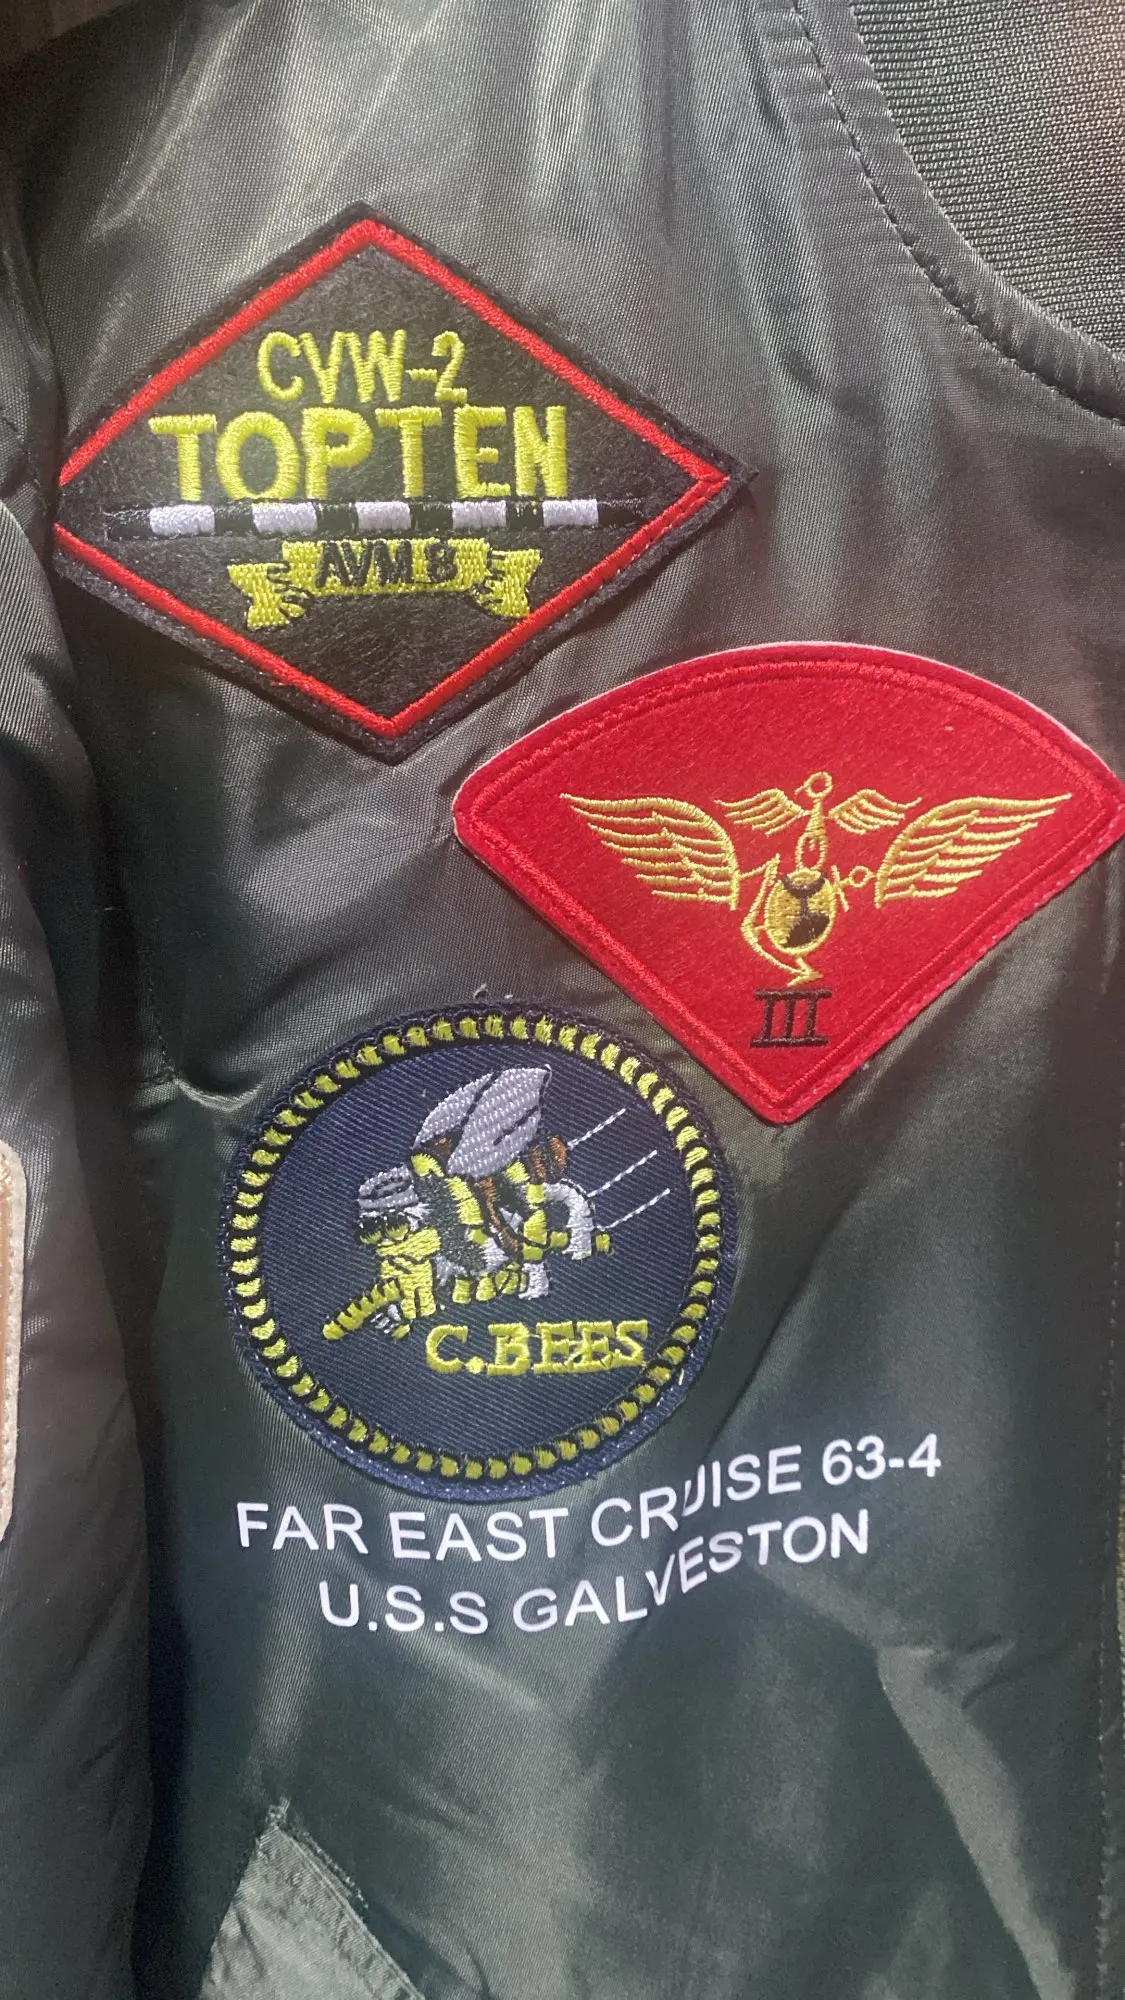 CVW-2
TOPTEN
AVM 8
III
C.BEES
FAR EAST CRUISE 63-4
U.S.S GALVESTON